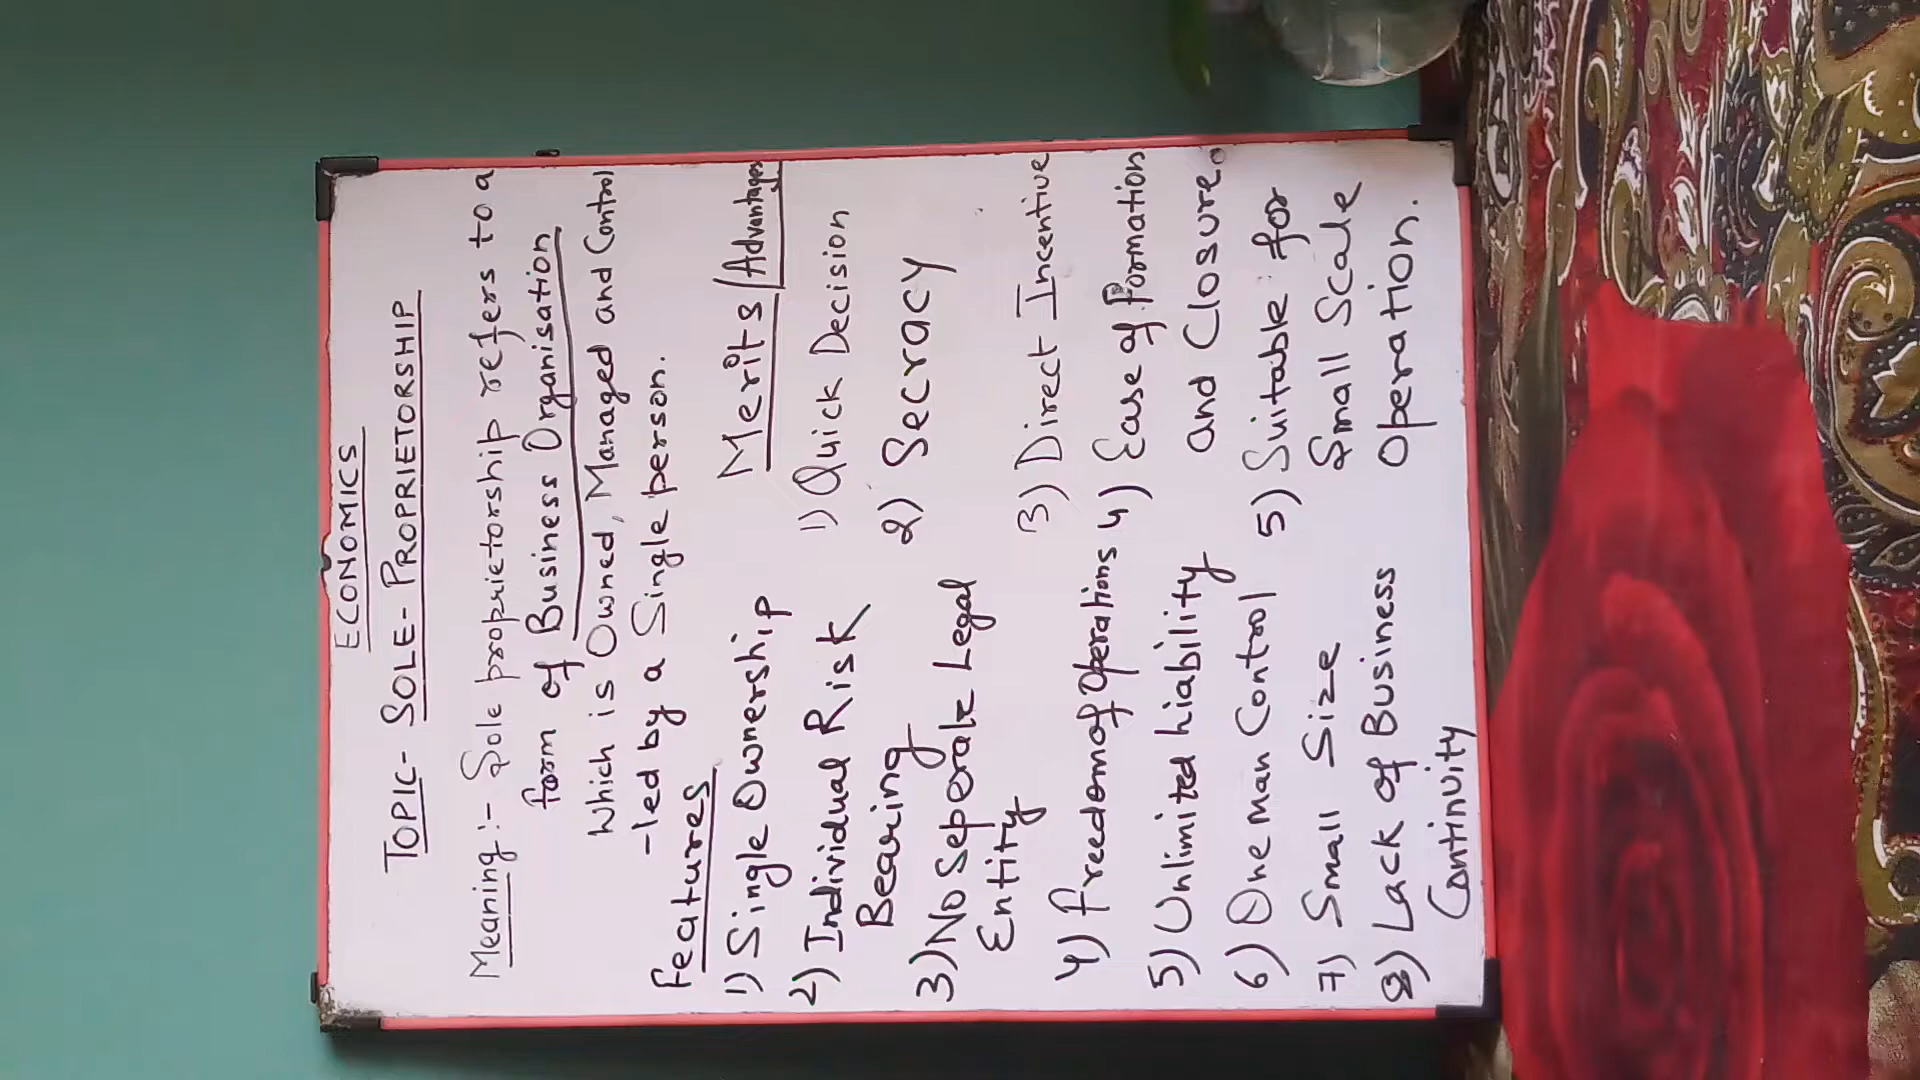 ECONOMICS
TOPIC- SOLE-PROPRIETORSHIP
Meaning:- Sole proprietorship refers to a
form of Business Organisation
Which is Owned, Managed and Control
-led by a Single person.
Features
1) Single Ownership
2) Individual Risk
Bearing
3) No Seperate Legal
Entity
4) Freedom of Operations
5) Unlimited Liability
6) One man Control
7) Small Size
8) Lack of Business
Continuity
Merits/Advantages
1) Quick Decision
2) Secracy
3) Direct Incentive
4) Ease of Formation
and Closure.
5) Suitable for
Small Scale
Operation.